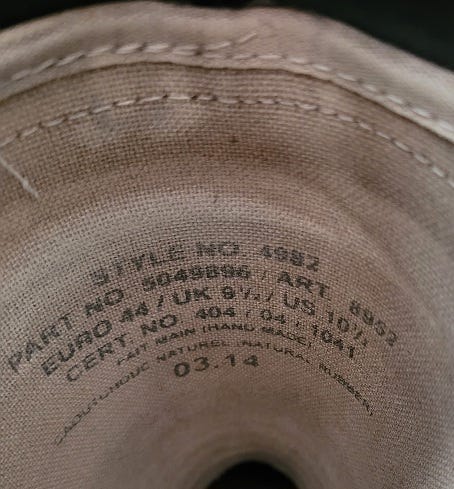 STYLE NO. 4982
PART NO. 5049896 / ART. 8952
EURO 44 / UK 9½ / US 10½
CERT. NO. 404 / 04 / 1041
FAIT MAIN (HAND MADE)
CAOUTCHOUC NATUREL (NATURAL RUBBER)
03.14